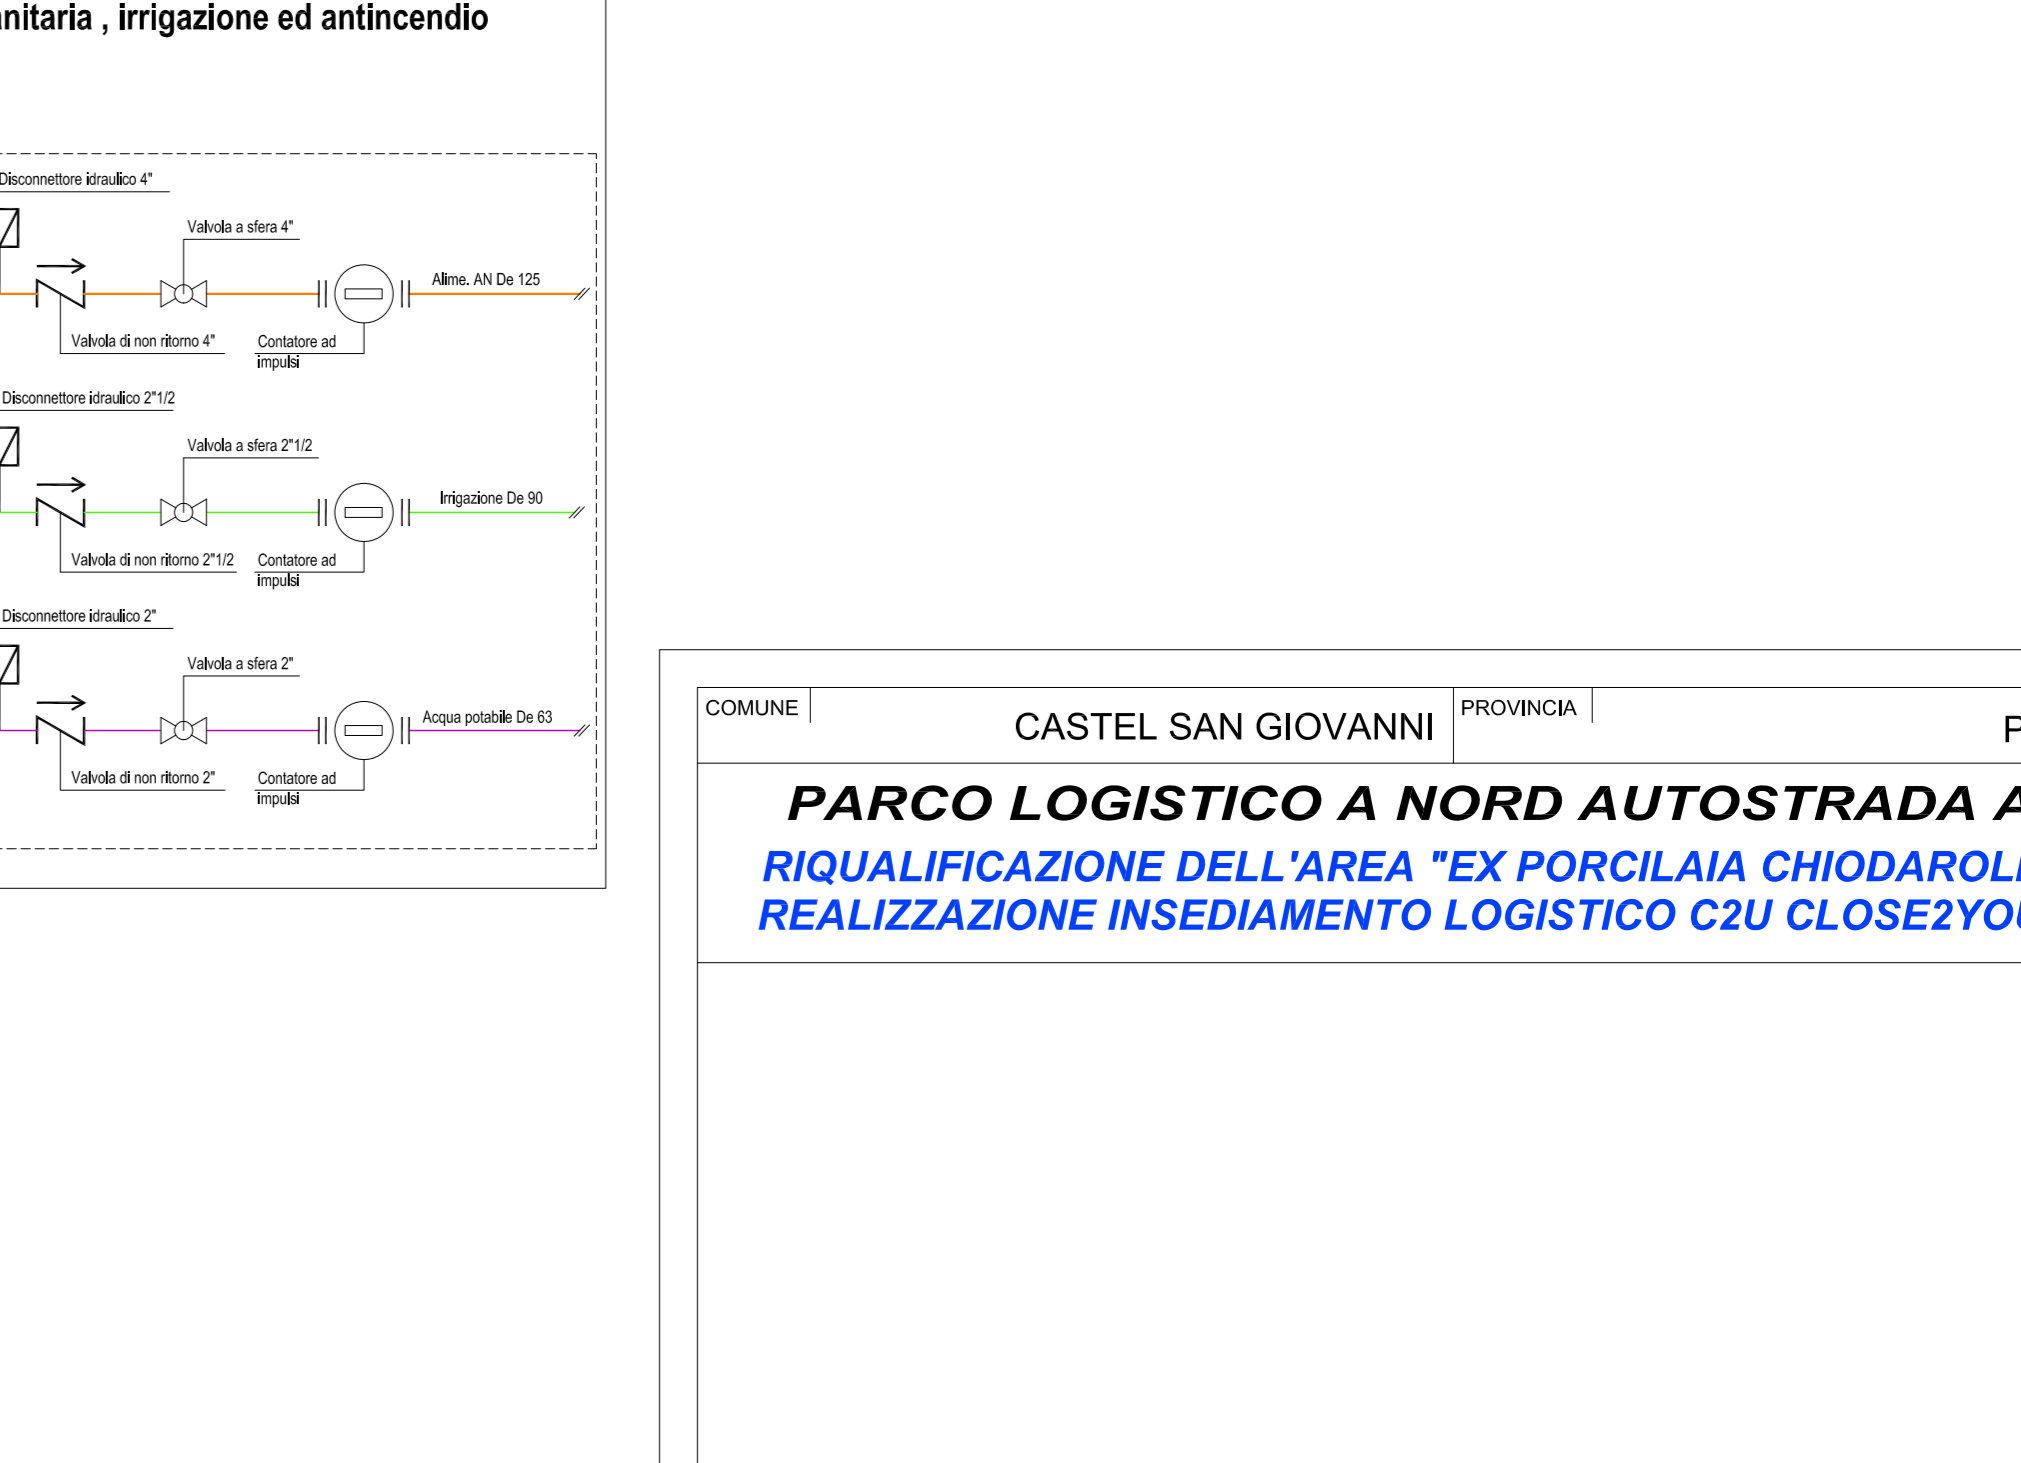 , irrigazione ed antincendio
Disconnettore idraulico 4"
Valvola a sfera 4"
Alime. AN De 125
Valvola di non ritorno 4"
Contatore ad
impulsi
Disconnettore idraulico 2"1/2
Valvola a sfera 2"1/2
Irrigazione De 90
Valvola di non ritorno 2"1/2
Contatore ad
impulsi
Disconnettore idraulico 2"
Valvola a sfera 2"
Acqua potabile De 63
Valvola di non ritorno 2"
Contatore ad
impulsi
COMUNE
CASTEL SAN GIOVANNI
PROVINCIA
PARCO LOGISTICO A NORD AUTOSTRADA
RIQUALIFICAZIONE DELL'AREA "EX PORCILAIA
REALIZZAZIONE INSEDIAMENTO LOGISTICO C2U